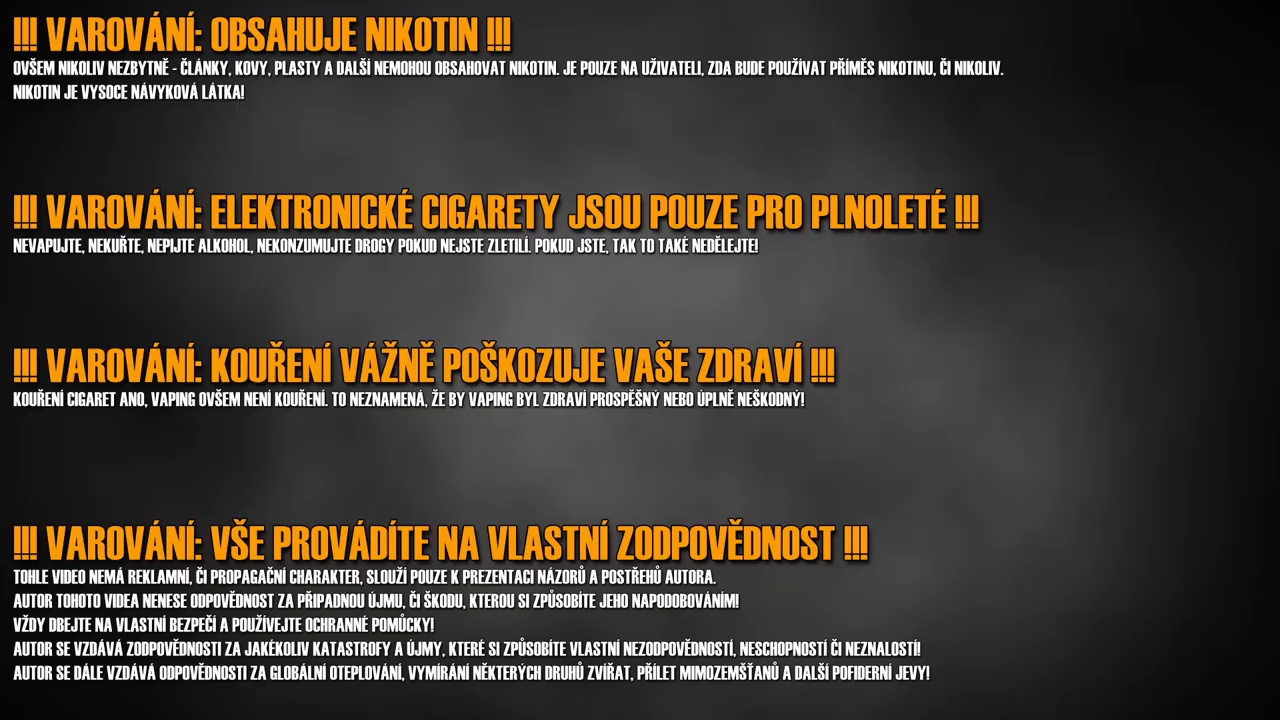 !!! VAROVÁNÍ: OBSAHUJE NIKOTIN !!!
OVŠEM NIKOLIV NEZBYTNĚ - ČLÁNKY, KOVY, PLASTY A DALŠÍ NEMOHOU OBSAHOVAT NIKOTIN. JE POUZE NA UŽIVATELI, ZDA BUDE POUŽÍVAT PŘÍMĚS NIKOTINU, ČI NIKOLIV.
NIKOTIN JE VYSOCE NÁVYKOVÁ LÁTKA!
!!! VAROVÁNÍ: ELEKTRONICKÉ CIGARETY JSOU POUZE PRO PLNOLETÉ !!!
NEVAPUJTE, NEKUŘTE, NEPIJTE ALKOHOL, NEKONZUMUJTE DROGY POKUD NEJSTE ZLETILÍ. POKUD JSTE, TAK TO TAKÉ NEDĚLEJTE!
!!! VAROVÁNÍ: KOUŘENÍ VÁŽNĚ POŠKOZUJE VAŠE ZDRAVÍ !!!
KOUŘENÍ CIGARET ANO, VAPING OVŠEM NENÍ KOUŘENÍ. TO NEZNAMENÁ, ŽE BY VAPING BYL ZDRAVÍ PROSPĚŠNÝ NEBO ÚPLNĚ NEŠKODNÝ!
!!! VAROVÁNÍ: VŠE PROVÁDÍTE NA VLASTNÍ ZODPOVĚDNOST !!!
TOHLE VIDEO NEMÁ REKLAMNÍ, ČI PROPAGAČNÍ CHARAKTER, SLOUŽÍ POUZE K PREZENTACI NÁZORŮ A POSTŘEHŮ AUTORA.
AUTOR TOHOTO VIDEA NENESE ODPOVĚDNOST ZA PŘIPADNOU ÚJMU, ČI ŠKODU, KTEROU SI ZPŮSOBÍTE JEHO NAPODOBOVÁNÍM!
VŽDY DBEJTE NA VLASTNÍ BEZPEČÍ A POUŽÍVEJTE OCHRANNÉ POMŮCKY!
AUTOR SE VZDÁVÁ ZODPOVĚDNOSTI ZA JAKÉKOLIV KATASTROFY A ÚJMY, KTERÉ SI ZPŮSOBÍTE VLASTNÍ NEZODPOVĚDNOSTÍ, NESCHOPNOSTÍ ČI NEZNALOSTÍ!
AUTOR SE DÁLE VZDÁVÁ ODPOVĚDNOSTI ZA GLOBÁLNÍ OTEPLOVÁNÍ, VYMÍRÁNÍ NĚKTERÝCH DRUHŮ ZVÍŘAT, PŘÍLET MIMOZEMŠŤANŮ A DALŠÍ POFIDERNÍ JEVY!